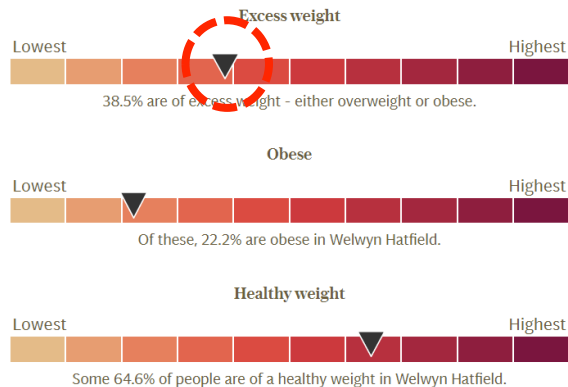 Excess weight
Lowest Highest
38.5% are of excess weight - either overweight or obese.
Obese
Lowest Highest
Of these, 22.2% are obese in Welwyn Hatfield.
Healthy weight
Lowest Highest
Some 64.6% of people are of a healthy weight in Welwyn Hatfield.